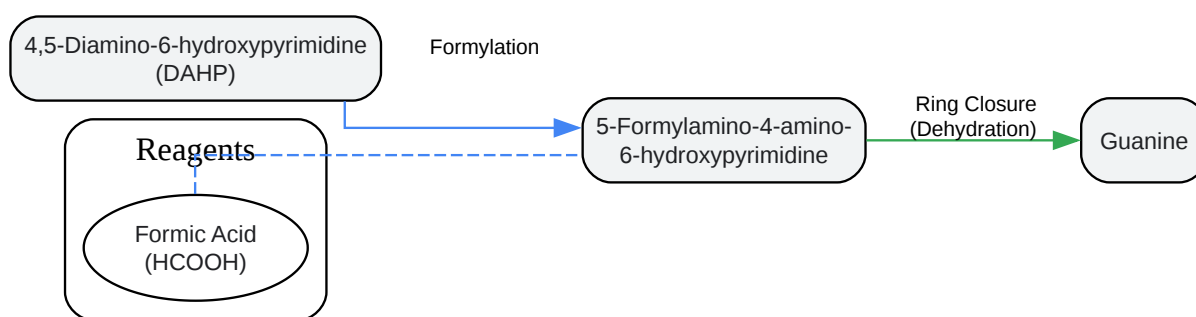 4,5-Diamino-6-hydroxypyrimidine
(DAHP)
Formylation
Reagents
Formic Acid
(HCOOH)
5-Formylamino-4-amino-
6-hydroxypyrimidine
Ring Closure
(Dehydration)
Guanine